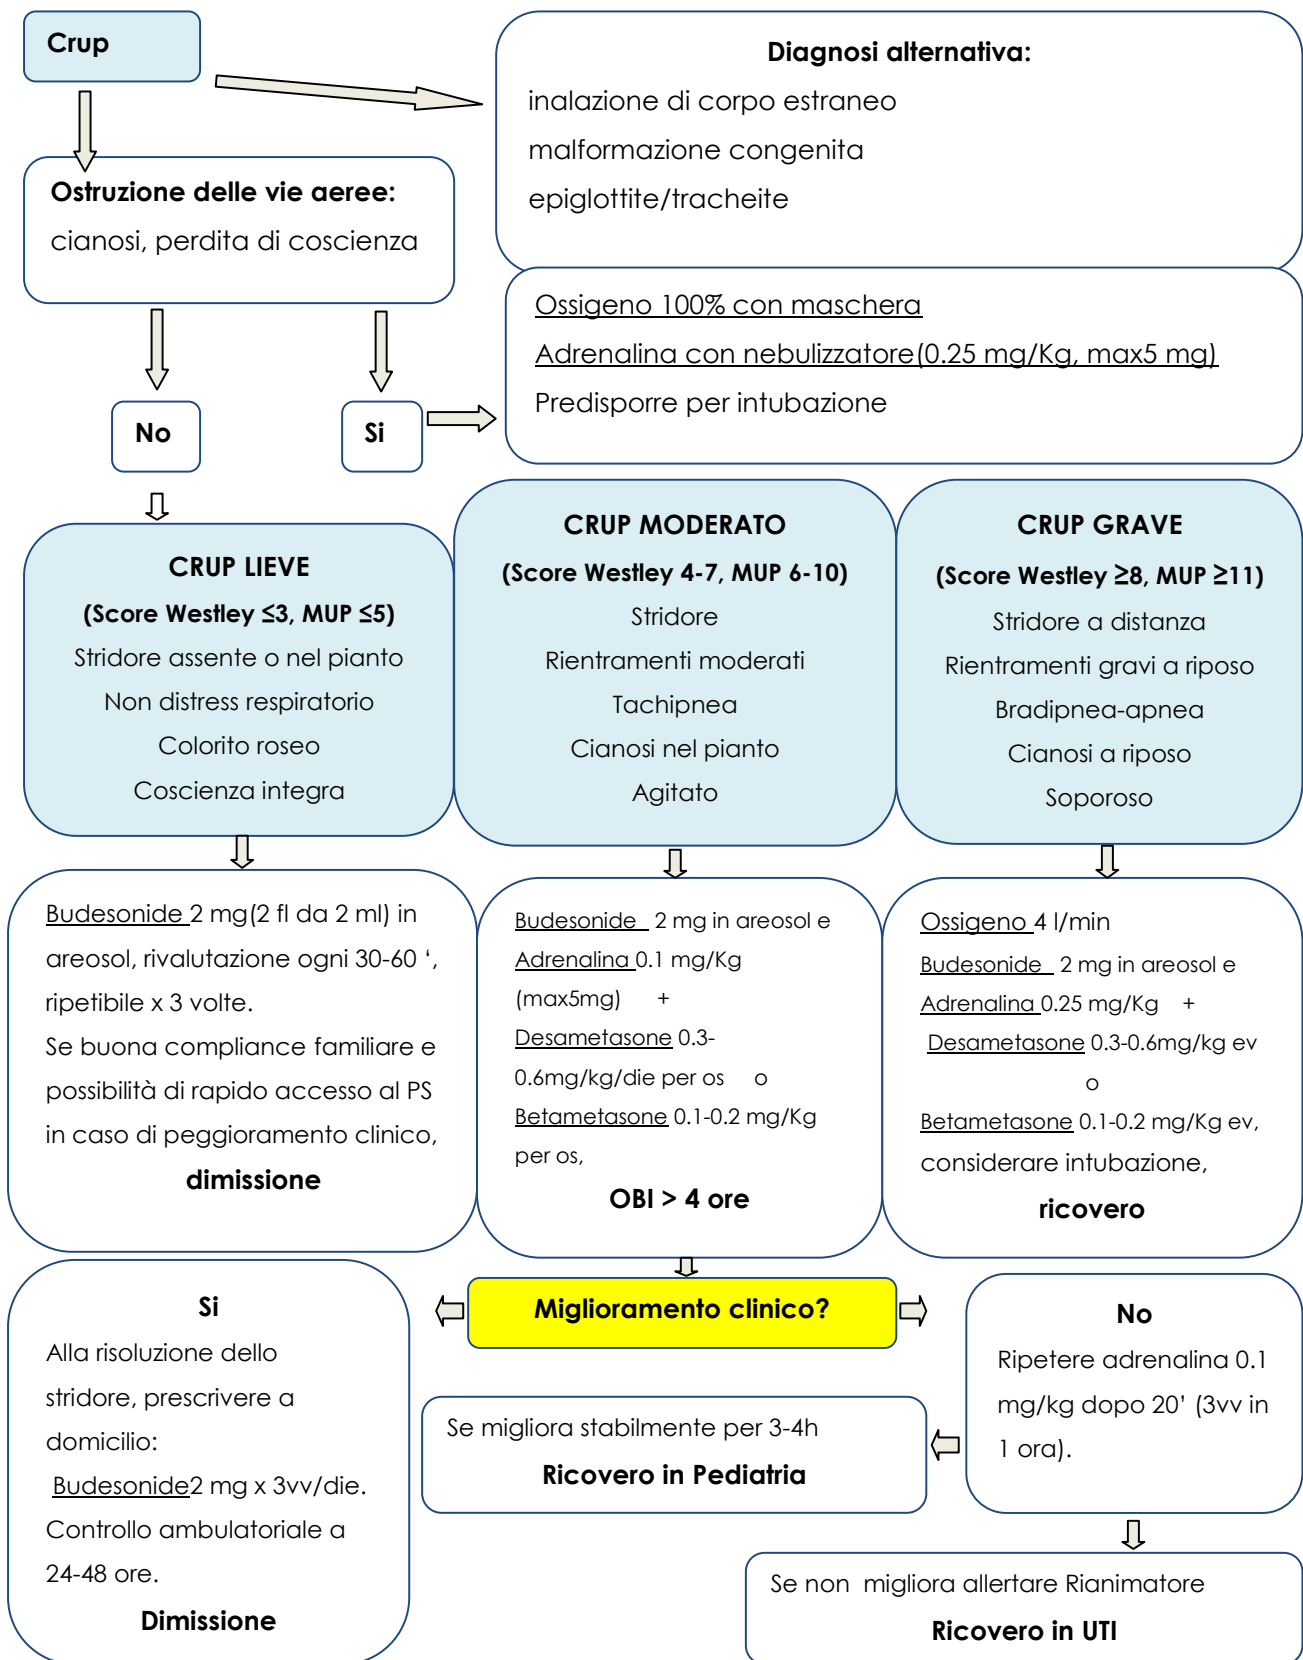 Crup
Diagnosi alternativa:
inalazione di corpo estraneo
malformazione congenita
epiglottite/tracheite
Ostruzione delle vie aeree:
cianosi, perdita di coscienza
Ossigeno 100% con maschera
Adrenalina con nebulizzatore(0.25 mg/Kg, max5 mg)
Predisporre per intubazione
No
Si
CRUP LIEVE
(Score Westley ≤3, MUP ≤5)
Stridore assente o nel pianto
Non distress respiratorio
Colorito roseo
Coscienza integra
CRUP MODERATO
(Score Westley 4-7, MUP 6-10)
Stridore
Rientramenti moderati
Tachipnea
Cianosi nel pianto
Agitato
CRUP GRAVE
(Score Westley ≥8, MUP ≥11)
Stridore a distanza
Rientramenti gravi a riposo
Bradipnea-apnea
Cianosi a riposo
Soporoso
Budesonide 2 mg(2 fl da 2 ml) in
areosol, rivalutazione ogni 30-60 ‘,
ripetibile x 3 volte.
Se buona compliance familiare e
possibilità di rapido accesso al PS
in caso di peggioramento clinico,
dimissione
Budesonide 2 mg in areosol e
Adrenalina 0.1 mg/Kg
(max5mg) +
Desametasone 0.3-
0.6mg/kg/die per os o
Betametasone 0.1-0.2 mg/Kg
per os,
OBI > 4 ore
Ossigeno 4 l/min
Budesonide 2 mg in areosol e
Adrenalina 0.25 mg/Kg +
Desametasone 0.3-0.6mg/kg ev
o
Betametasone 0.1-0.2 mg/Kg ev,
considerare intubazione,
ricovero
Miglioramento clinico?
Si
Alla risoluzione dello
stridore, prescrivere a
domicilio:
Budesonide2 mg x 3vv/die.
Controllo ambulatoriale a
24-48 ore.
Dimissione
No
Ripetere adrenalina 0.1
mg/kg dopo 20’ (3vv in
1 ora).
Se migliora stabilmente per 3-4h
Ricovero in Pediatria
Se non migliora allertare Rianimatore
Ricovero in UTI